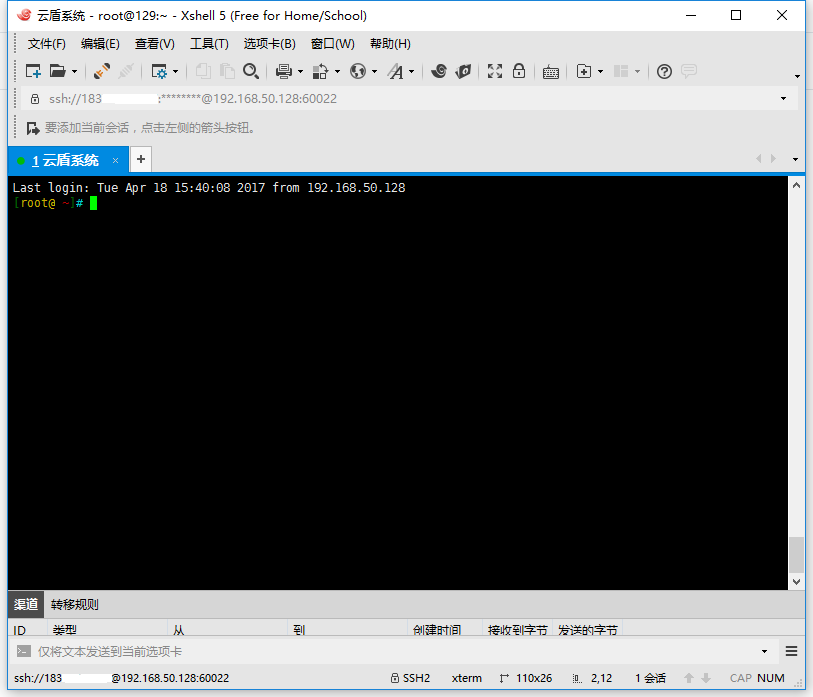 云盾系统 - root@129:~ - Xshell 5 (Free for Home/School)
文件(F) 编辑(E) 查看(V) 工具(T) 选项卡(B) 窗口(W) 帮助(H)
ssh://183 :********@192.168.50.128:60022
要添加当前会话，点击左侧的箭头按钮。
1 云盾系统 × +
Last login: Tue Apr 18 15:40:08 2017 from 192.168.50.128
[root@ ~]#
渠道 转移规则
ID 类型 从 到 创建时间 接收到字节 发送的字节
仅将文本发送到当前选项卡
ssh://183 @192.168.50.128:60022 SSH2 xterm 110x26 2,12 1 会话 CAP NUM